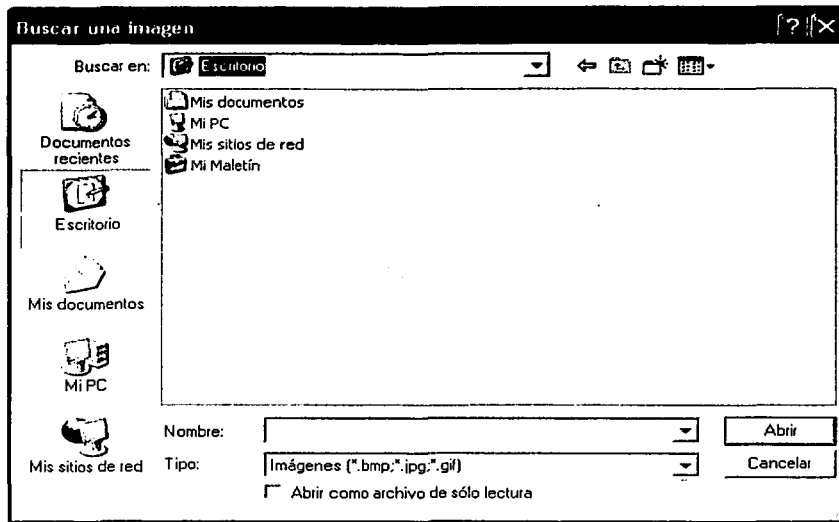 Buscar una imagen
Buscar en: Escritorio
Documentos
recientes
Escritorio
Mis documentos
Mi PC
Mis sitios de red
Mis documentos
Mi PC
Mis sitios de red
Mi Maletín
Nombre:
Abrir
Tipo: Imágenes (*.bmp;*.jpg;*.gif)
Cancelar
Abrir como archivo de sólo lectura